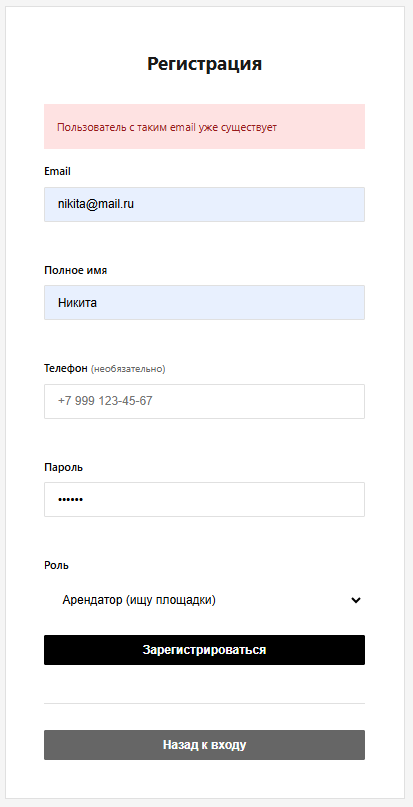 Регистрация
Пользователь с таким email уже существует
Email
nikita@mail.ru
Полное имя
Никита
Телефон (необязательно)
+7 999 123-45-67
Пароль
••••••
Роль
Арендатор (ищу площадки)
Зарегистрироваться
Назад к входу